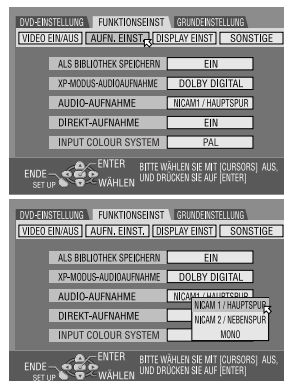 DVD-EINSTELLUNG FUNKTIONSEINST GRUNDEINSTELLUNG
VIDEO EIN/AUS AUFN. EINST. DISPLAY EINST SONSTIGE
ALS BIBLIOTHEK SPEICHERN EIN
XP-MODUS-AUDIOAUFNAHME DOLBY DIGITAL
AUDIO-AUFNAHME NICAM1 / HAUPTSPUR
DIREKT-AUFNAHME EIN
INPUT COLOUR SYSTEM PAL
ENTER BITTE WÄHLEN SIE MIT [CURSORS] AUS,
ENDE UND DRÜCKEN SIE AUF [ENTER]
SET UP WÄHLEN
DVD-EINSTELLUNG FUNKTIONSEINST GRUNDEINSTELLUNG
VIDEO EIN/AUS AUFN. EINST. DISPLAY EINST SONSTIGE
ALS BIBLIOTHEK SPEICHERN EIN
XP-MODUS-AUDIOAUFNAHME DOLBY DIGITAL
AUDIO-AUFNAHME NICAM1 / HAUPTSPUR
NICAM 1 / HAUPTSPUR
DIREKT-AUFNAHME NICAM 2 / NEBENSPUR
INPUT COLOUR SYSTEM MONO
ENTER BITTE WÄHLEN SIE MIT [CURSORS] AUS,
ENDE UND DRÜCKEN SIE AUF [ENTER]
SET UP WÄHLEN